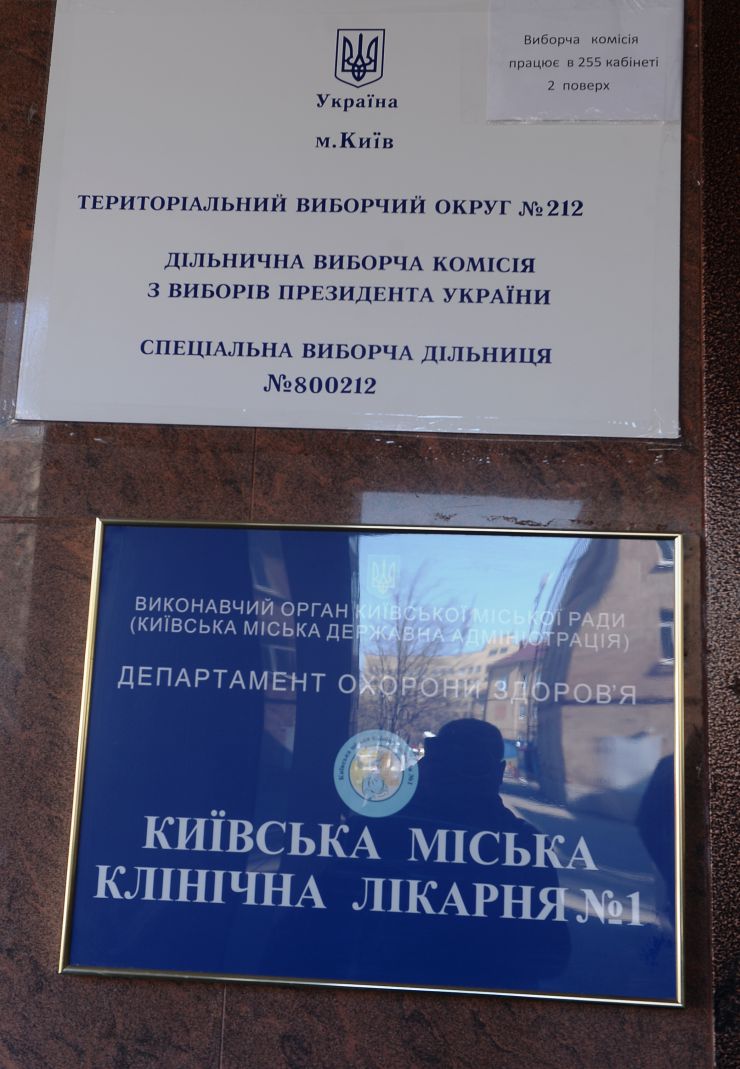 Виборча комісія
працює в 255 кабінеті
2 поверх
Україна
м.Київ
ТЕРИТОРІАЛЬНИЙ ВИБОРЧИЙ ОКРУГ №212
ДІЛЬНИЧНА ВИБОРЧА КОМІСІЯ
З ВИБОРІВ ПРЕЗИДЕНТА УКРАЇНИ
СПЕЦІАЛЬНА ВИБОРЧА ДІЛЬНИЦЯ
№800212
ВИКОНАВЧИЙ ОРГАН КИЇВСЬКОЇ МІСЬКОЇ РАДИ
(КИЇВСЬКА МІСЬКА ДЕРЖАВНА АДМІНІСТРАЦІЯ)
ДЕПАРТАМЕНТ ОХОРОНИ ЗДОРОВ'Я
КИЇВСЬКА МІСЬКА
КЛІНІЧНА ЛІКАРНЯ №1